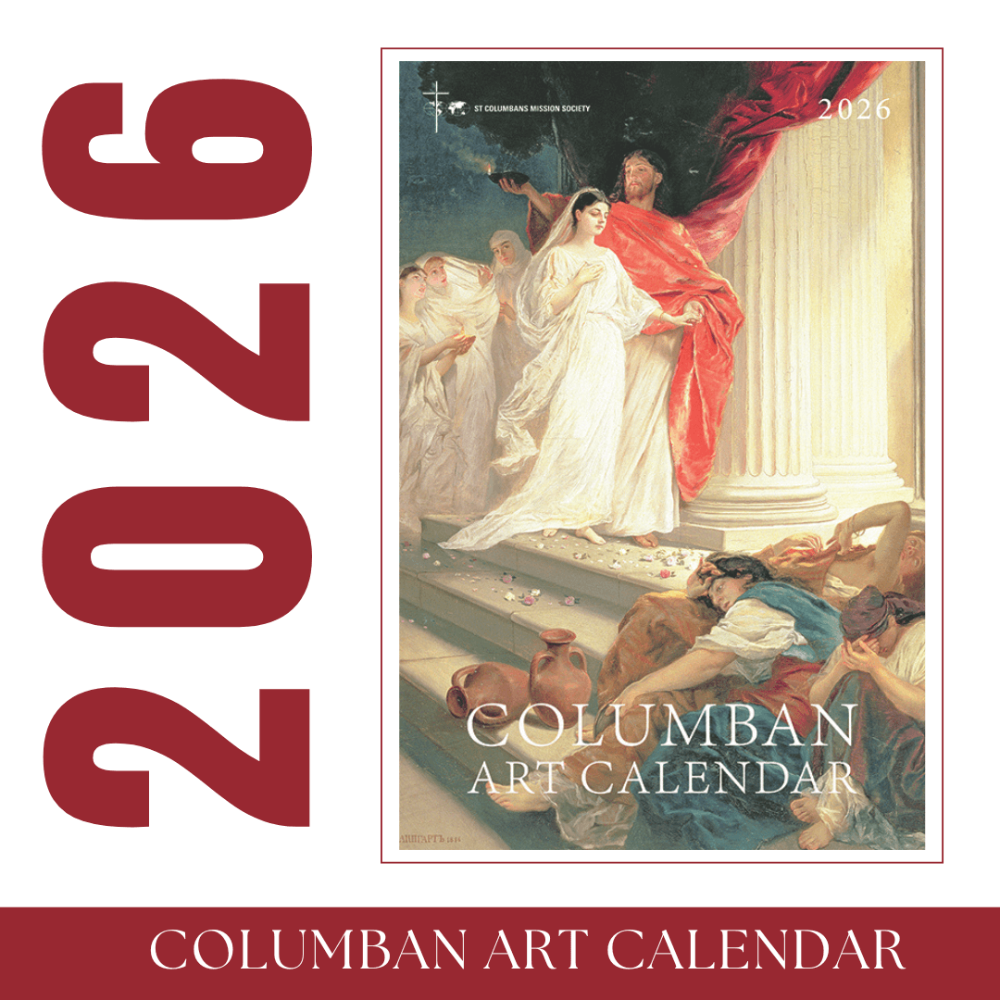 2026
ST COLUMBANS MISSION SOCIETY
2026
COLUMBAN
ART CALENDAR
COLUMBAN ART CALENDAR